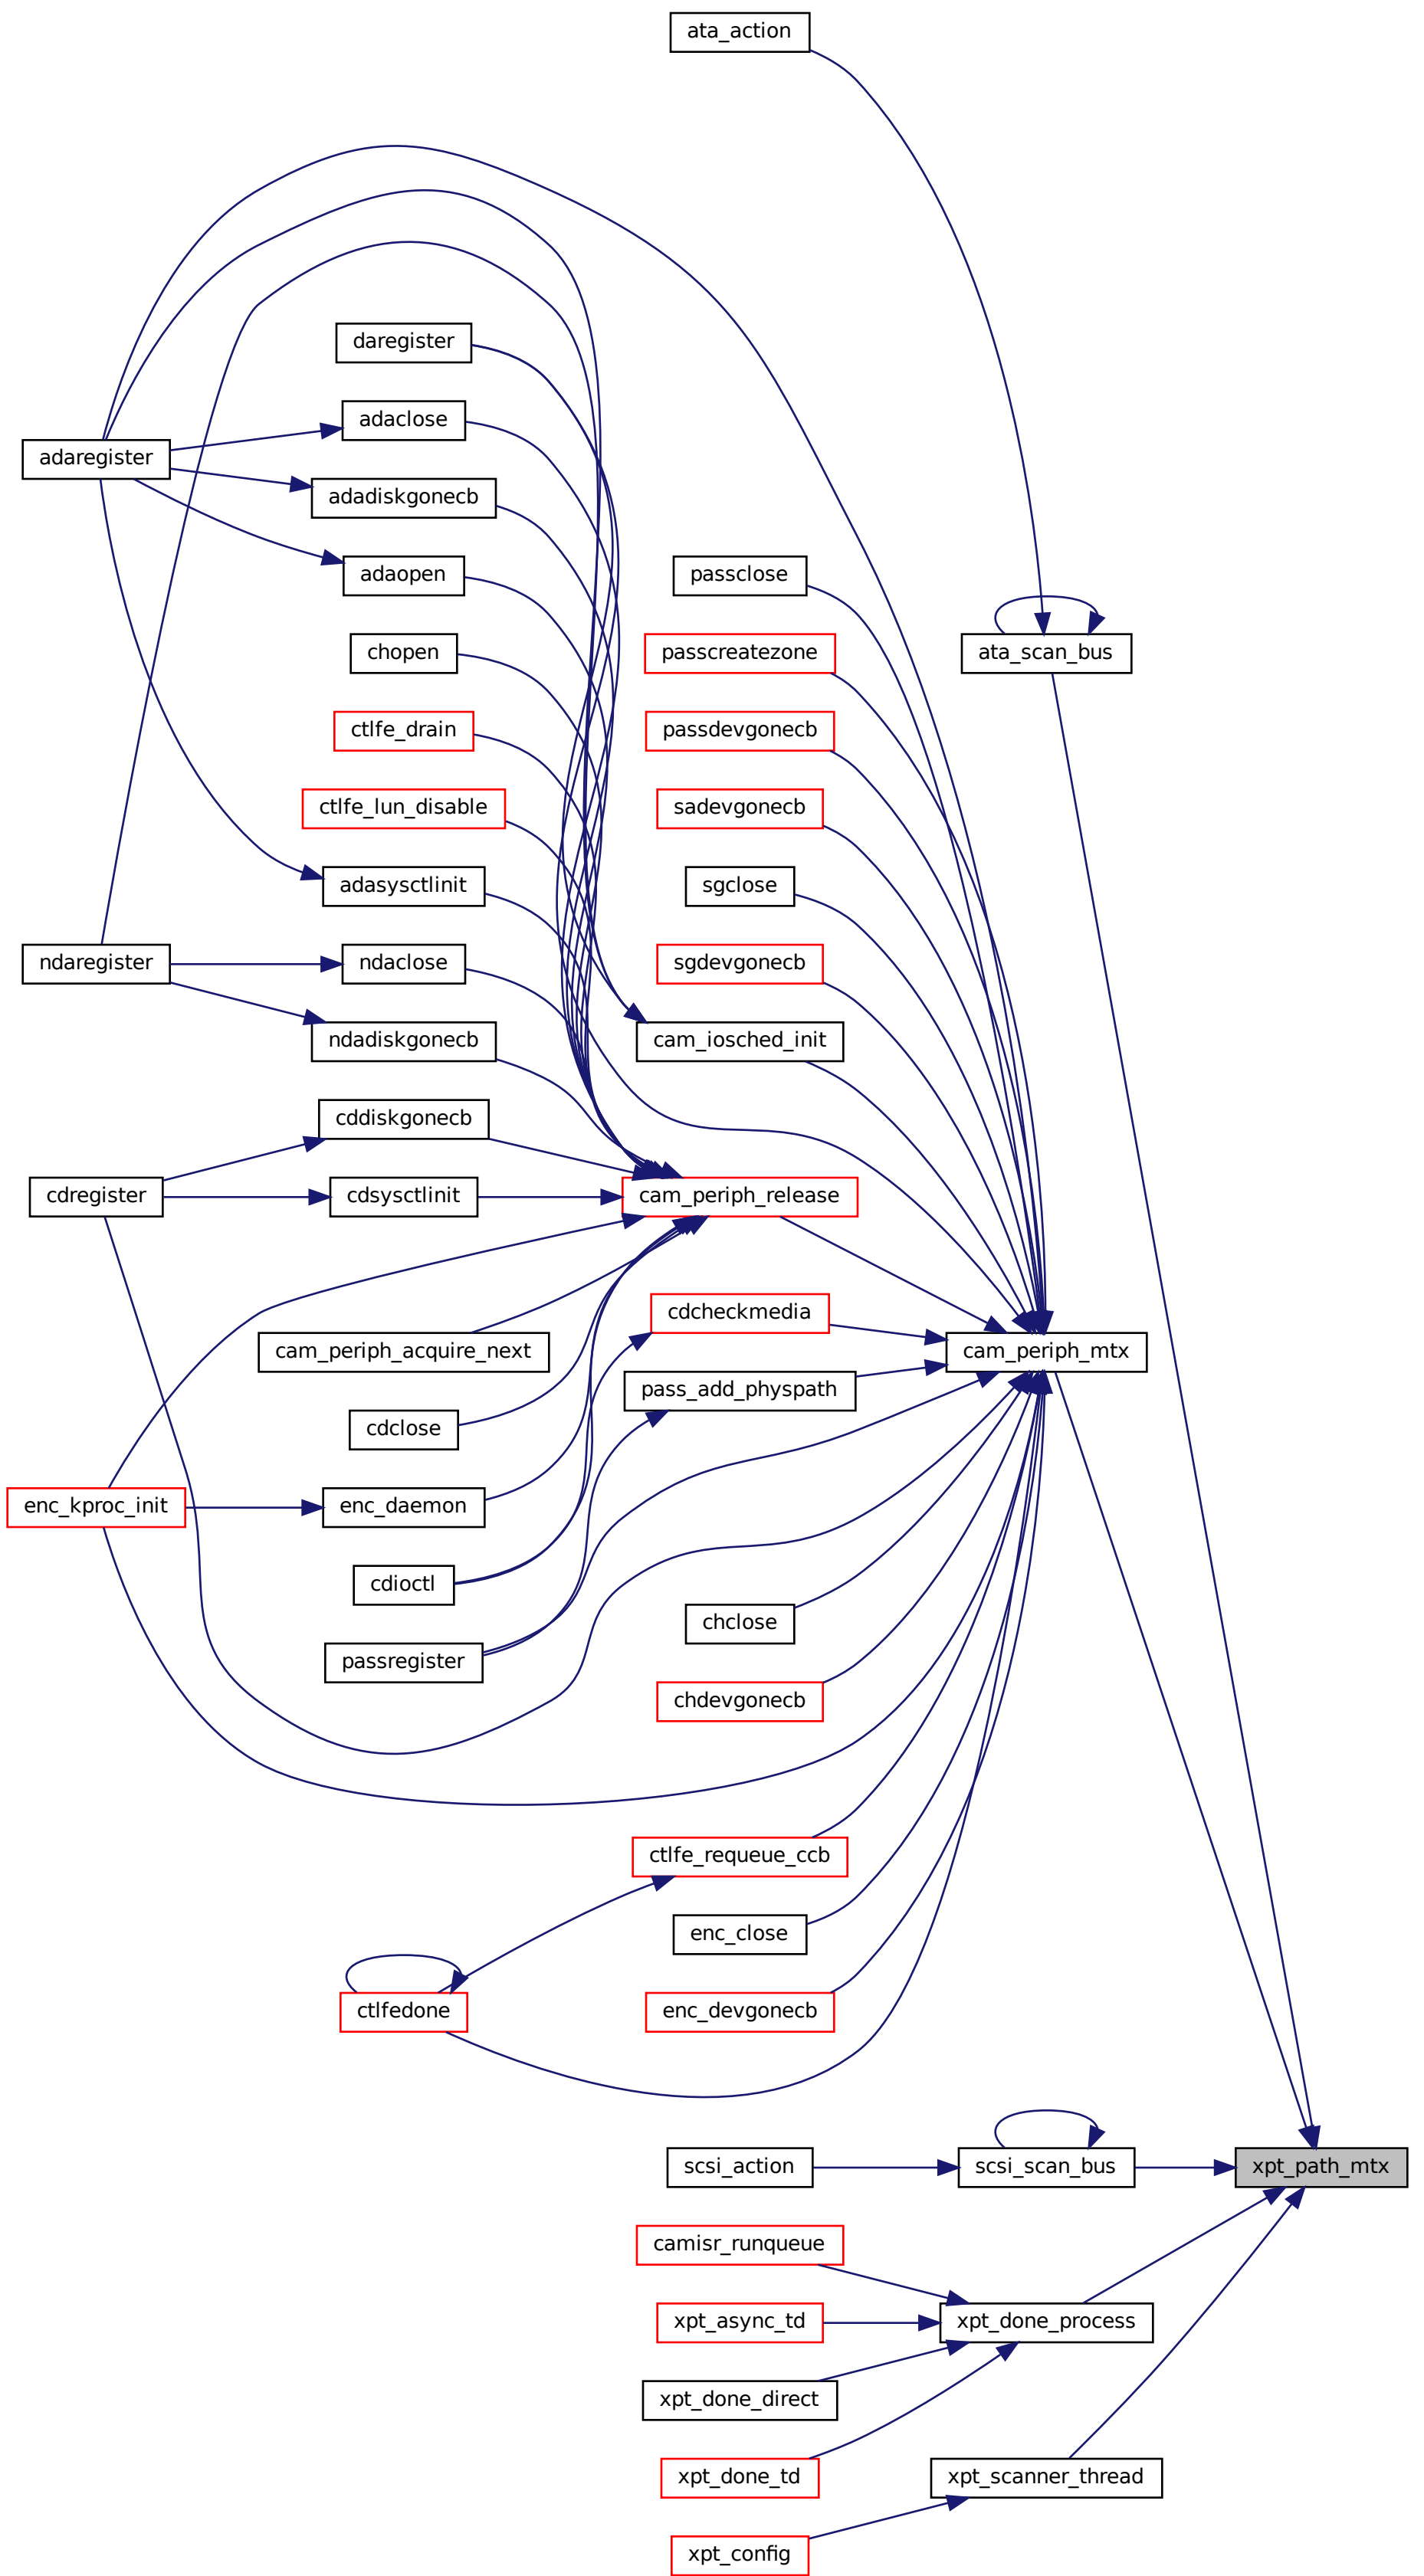 ata_action
daregister
adaclose
adaregister
adadiskgonecb
adaopen
passclose
chopen
passcreatezone
ata_scan_bus
ctlfe_drain
passdevgonecb
ctlfe_lun_disable
sadevgonecb
adasysctlinit
sgclose
ndaregister
ndaclose
sgdevgonecb
ndadiskgonecb
cam_iosched_init
cddiskgonecb
cdregister
cdsysctlinit
cam_periph_release
cdcheckmedia
cam_periph_acquire_next
cam_periph_mtx
pass_add_physpath
cdclose
enc_kproc_init
enc_daemon
cdioctl
chclose
passregister
chdevgonecb
ctlfe_requeue_ccb
enc_close
ctlfedone
enc_devgonecb
scsi_action
scsi_scan_bus
xpt_path_mtx
camisr_runqueue
xpt_async_td
xpt_done_process
xpt_done_direct
xpt_done_td
xpt_scanner_thread
xpt_config